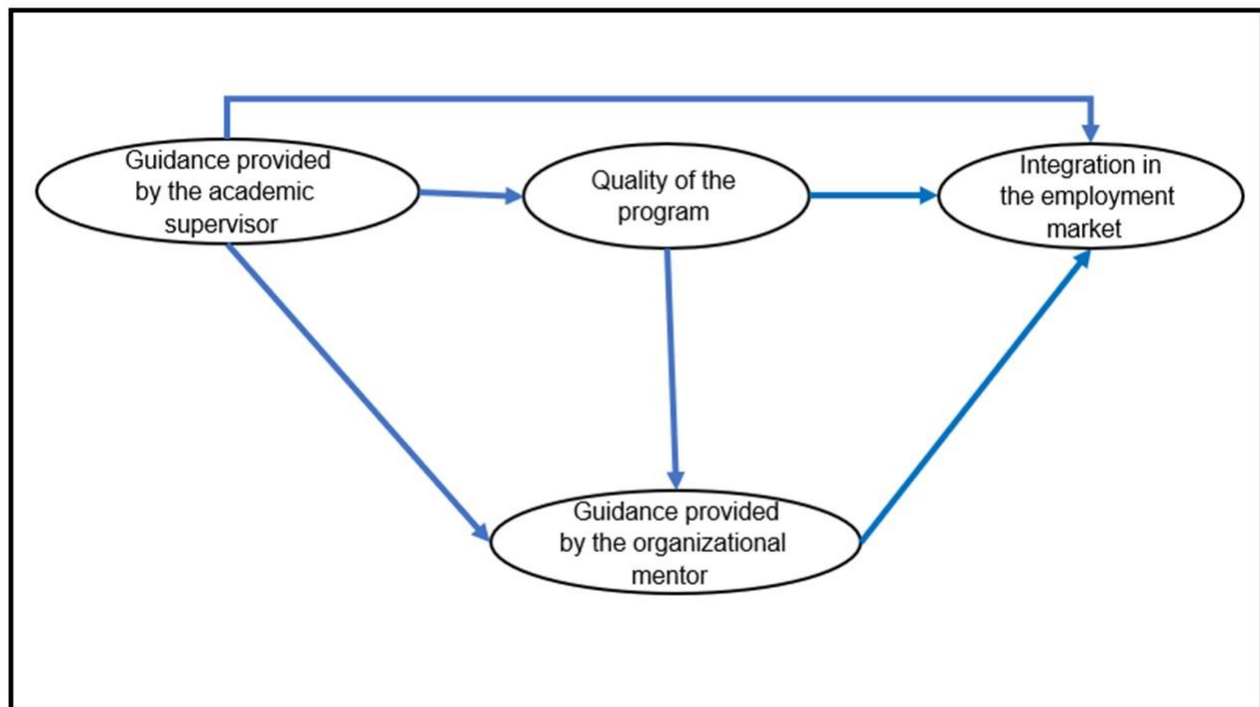 Guidance provided
by the academic
supervisor
Quality of the
program
Integration in
the employment
market
Guidance provided
by the organizational
mentor